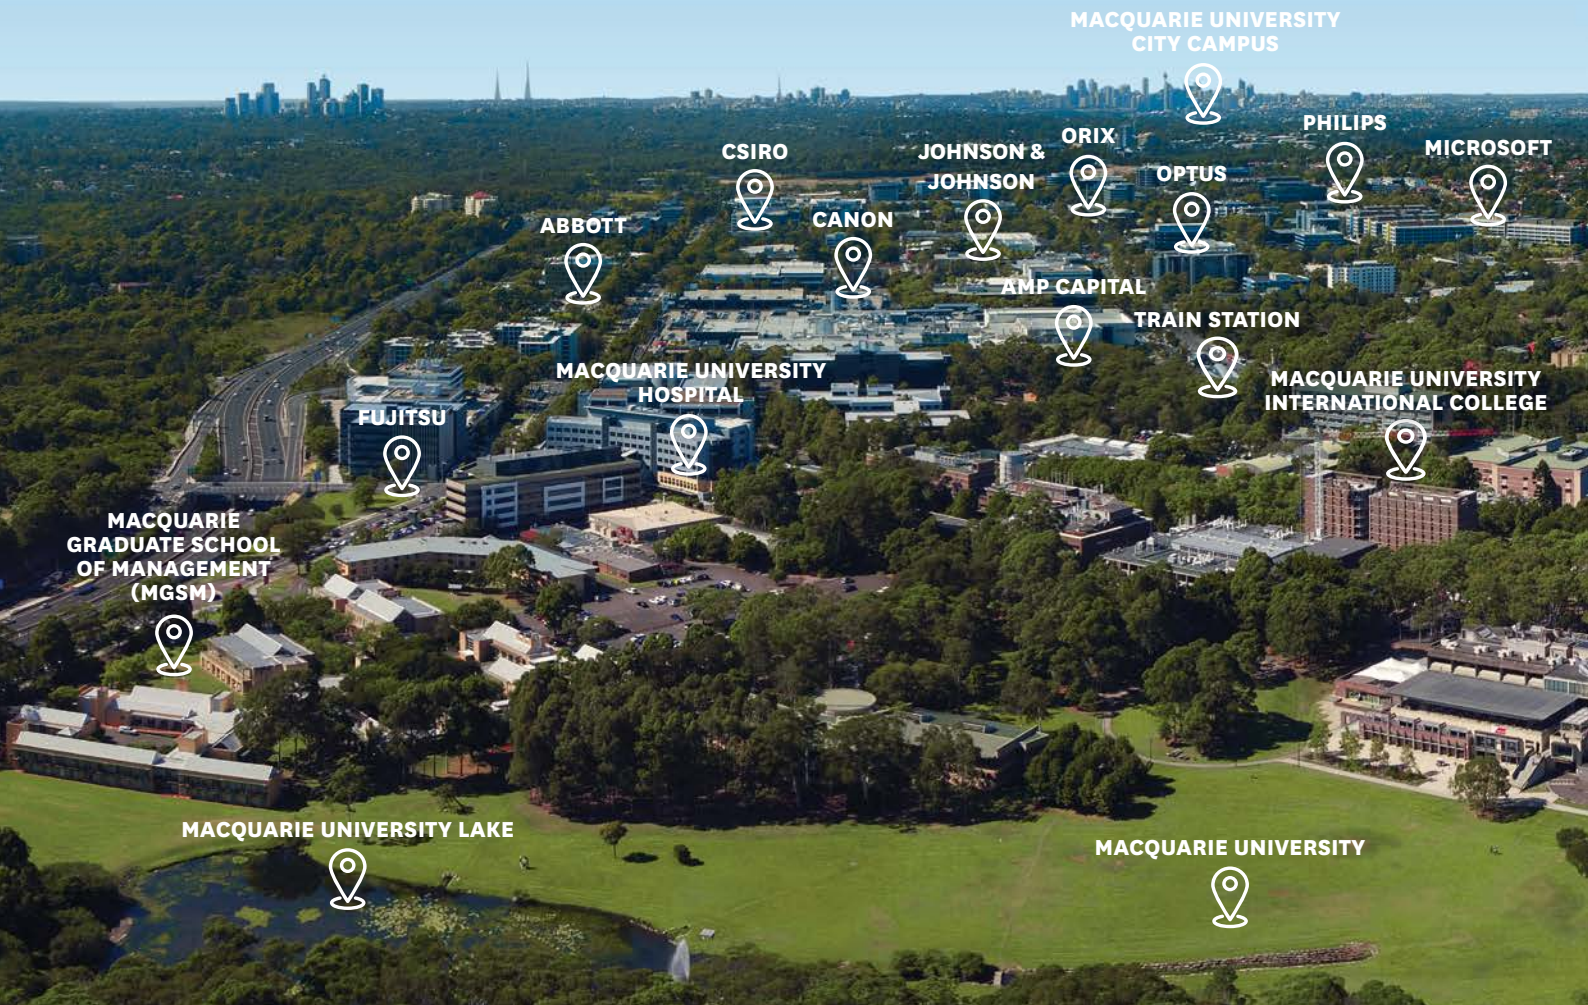 MACQUARIE UNIVERSITY
CITY CAMPUS
PHILIPS
ORIX
MICROSOFT
CSIRO
JOHNSON &
JOHNSON
OPTUS
CANON
ABBOTT
AMP CAPITAL
TRAIN STATION
MACQUARIE UNIVERSITY
HOSPITAL
MACQUARIE UNIVERSITY
INTERNATIONAL COLLEGE
FUJITSU
MACQUARIE
GRADUATE SCHOOL
OF MANAGEMENT
(MGSM)
MACQUARIE UNIVERSITY LAKE
MACQUARIE UNIVERSITY